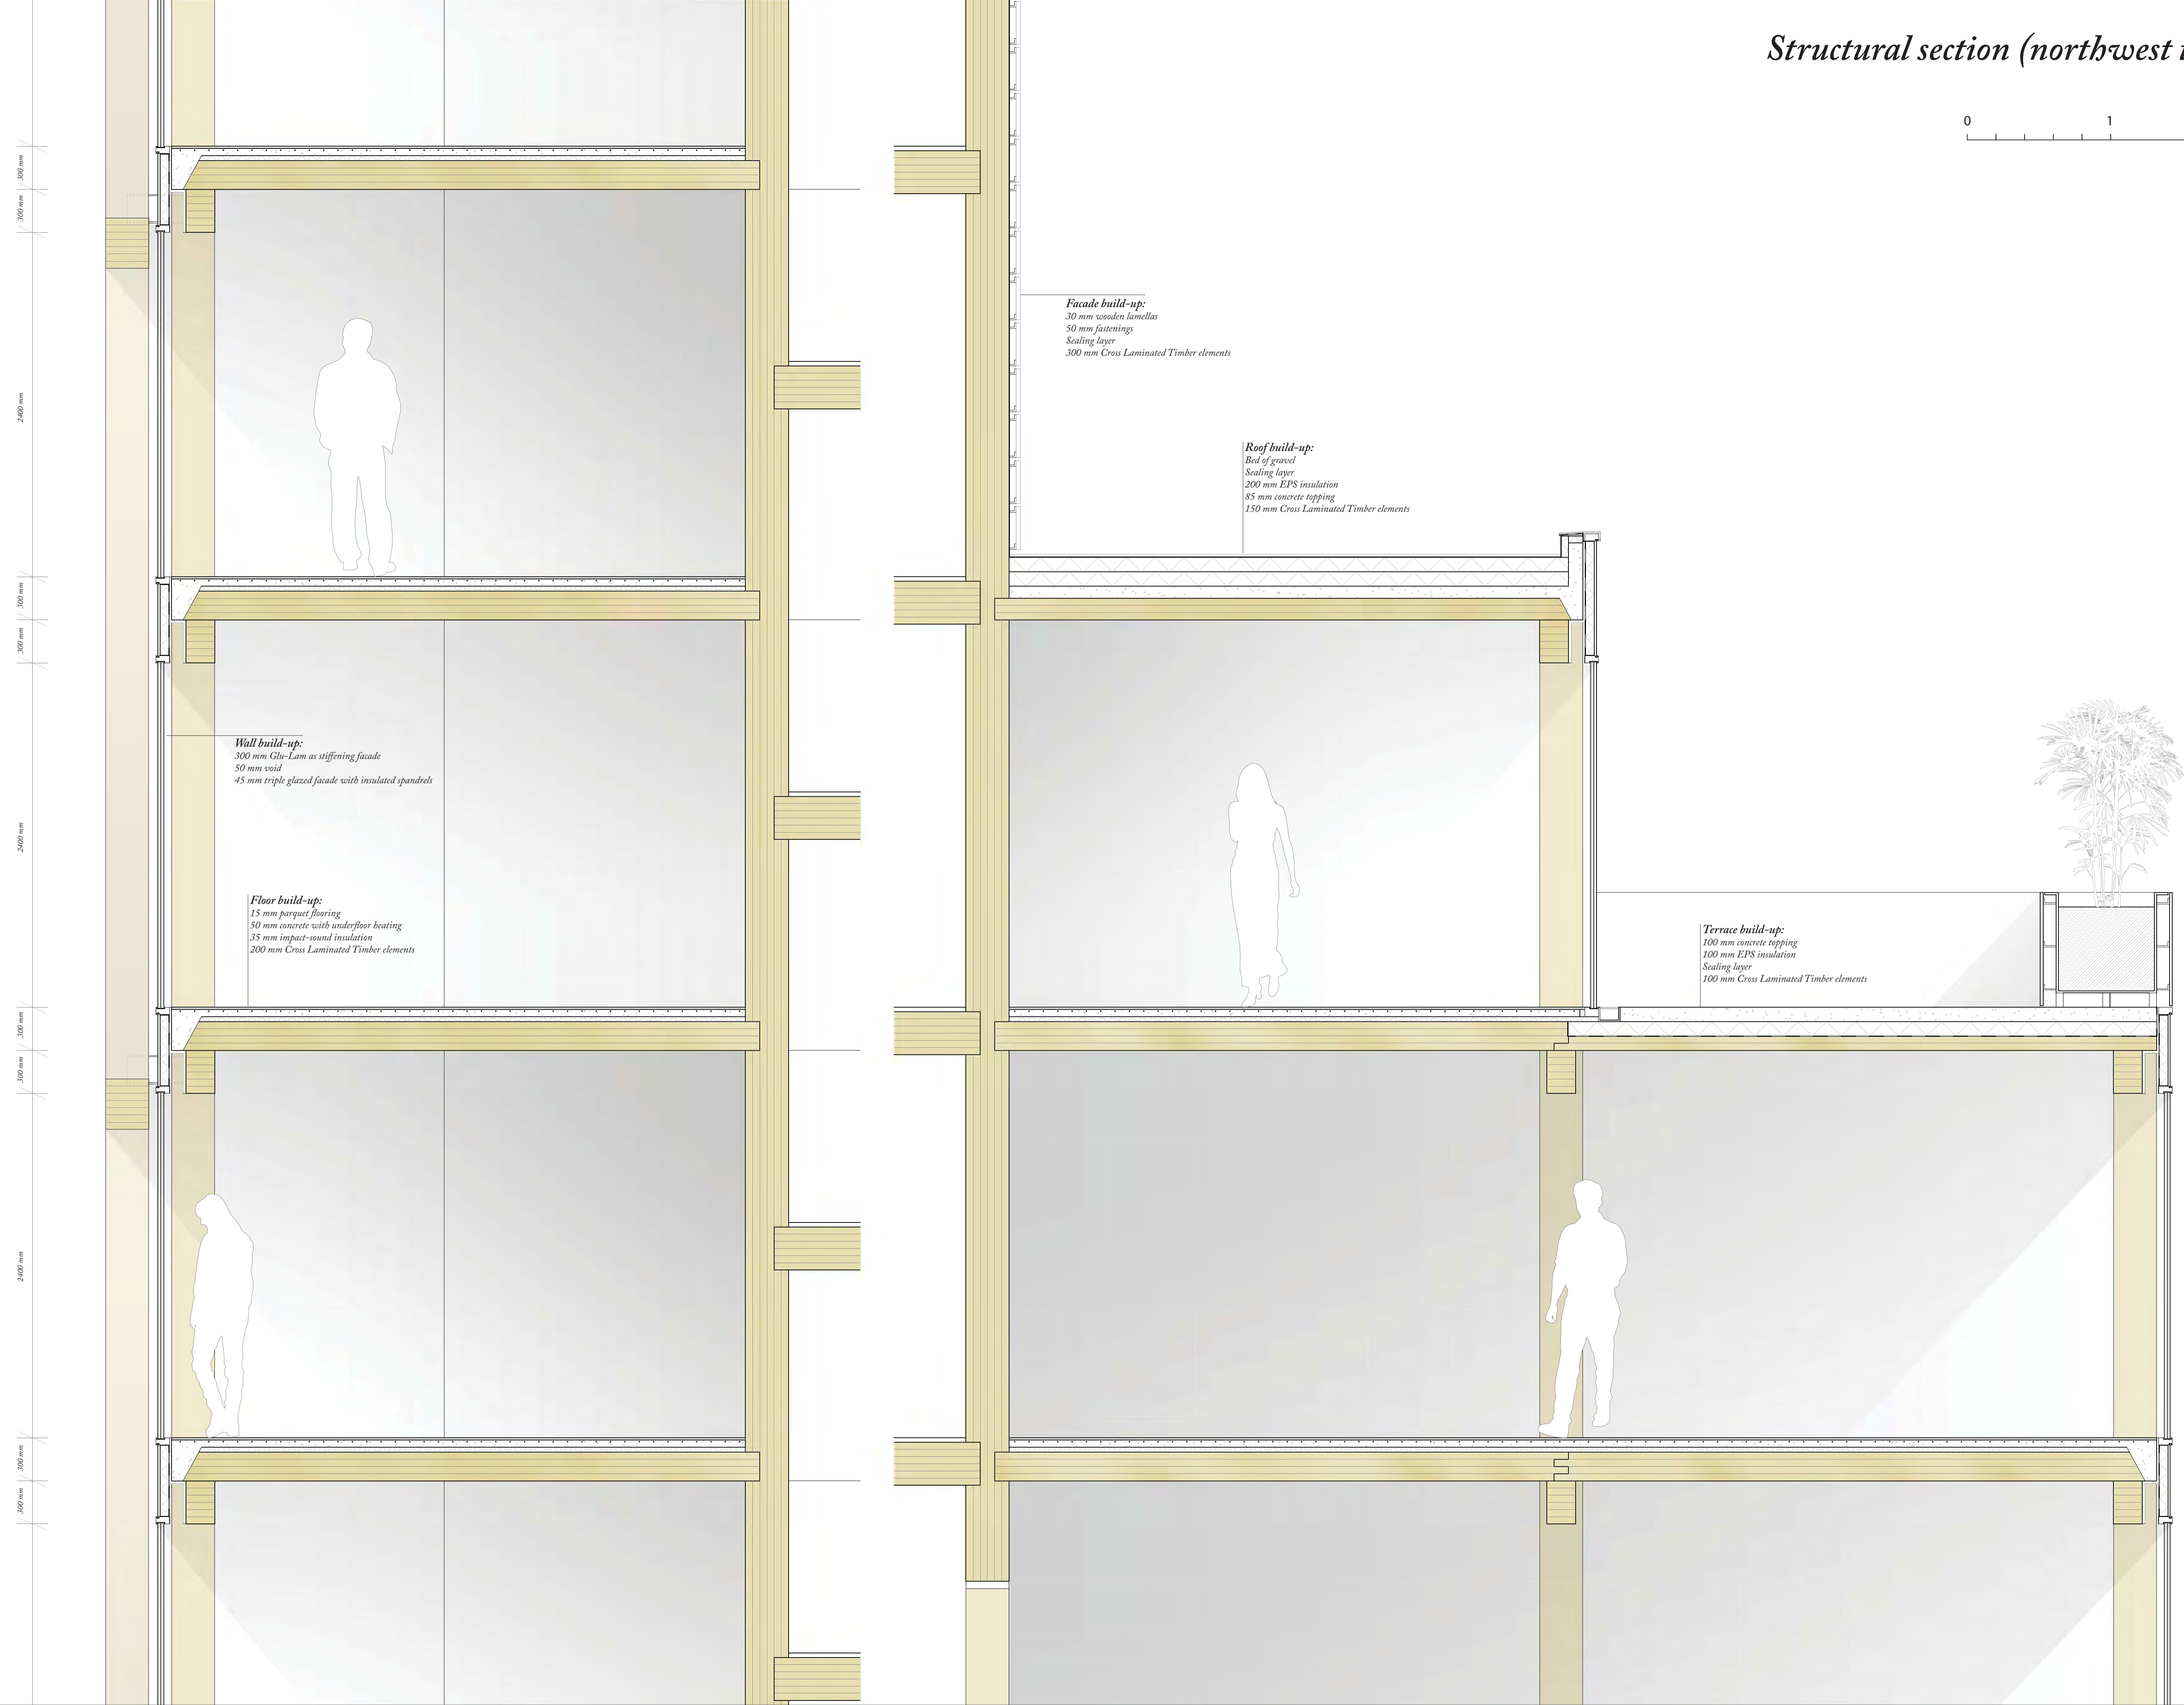 Structural section (northwest
0 1
300 mm
300 mm
2400 mm
300 mm
300 mm
2400 mm
300 mm
300 mm
2400 mm
300 mm
300 mm
Facade build-up:
30 mm wooden lamellas
50 mm fastenings
Sealing layer
300 mm Cross Laminated Timber elements
Roof build-up:
Bed of gravel
Sealing layer
200 mm EPS insulation
85 mm concrete topping
150 mm Cross Laminated Timber elements
Wall build-up:
300 mm Glu-Lam as stiffening facade
50 mm void
45 mm triple glazed facade with insulated spandrels
Floor build-up:
15 mm parquet flooring
50 mm concrete with underfloor heating
35 mm impact-sound insulation
200 mm Cross Laminated Timber elements
Terrace build-up:
100 mm concrete topping
100 mm EPS insulation
Sealing layer
100 mm Cross Laminated Timber elements